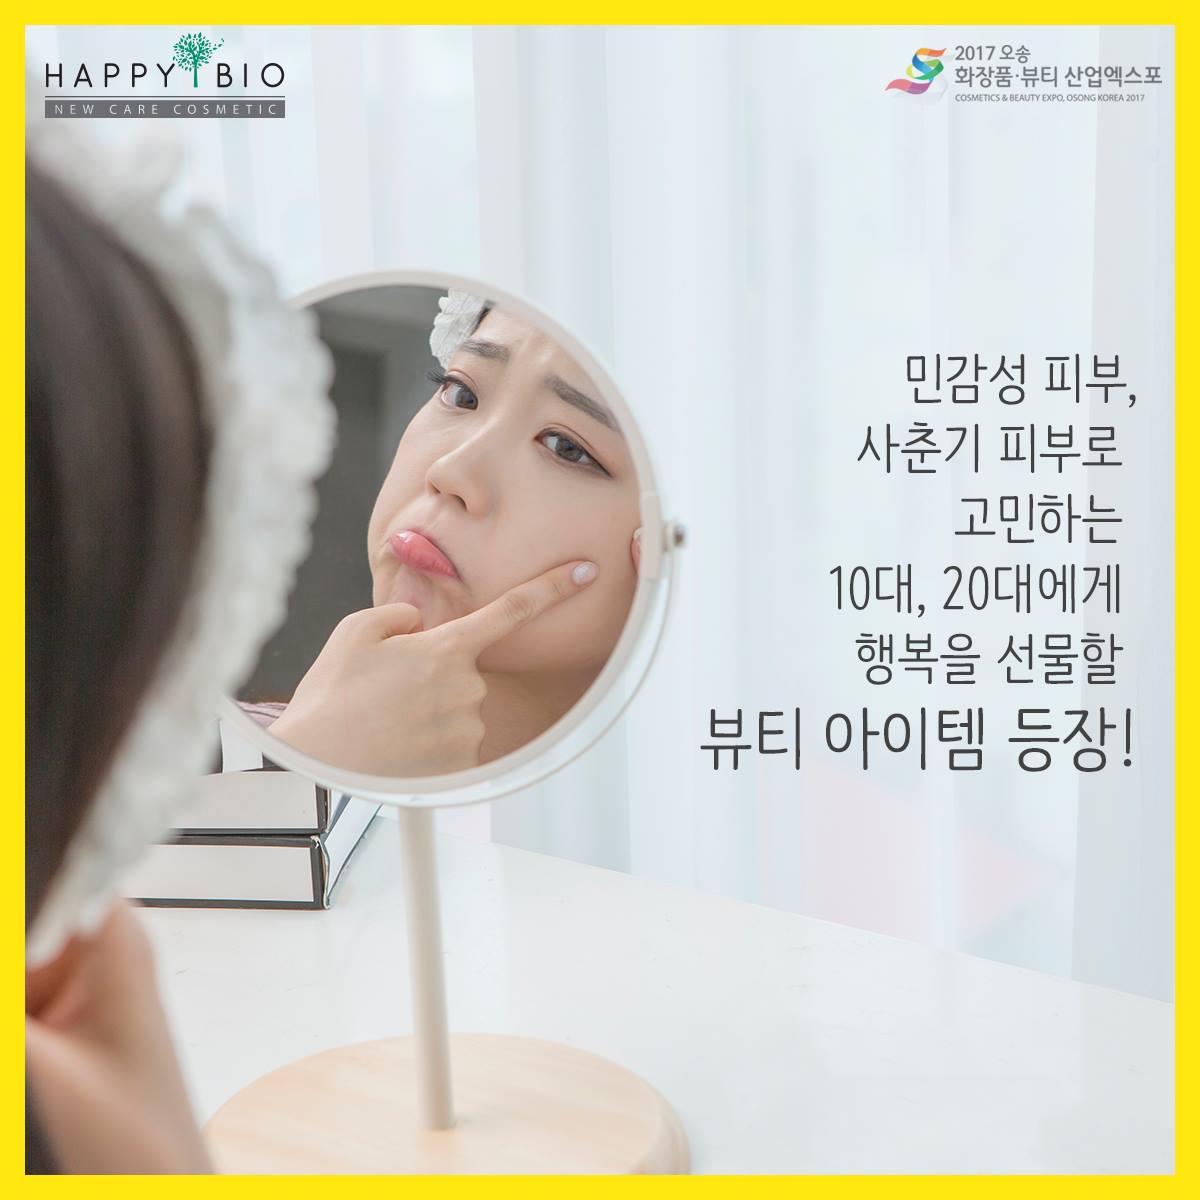 HAPPY BIO
NEW CARE COSMETIC
2017 오송
화장품·뷰티 산업엑스포
COSMETICS & BEAUTY EXPO, OSONG KOREA 2017
민감성 피부,
사춘기 피부로
고민하는
10대, 20대에게
행복을 선물할
뷰티 아이템 등장!